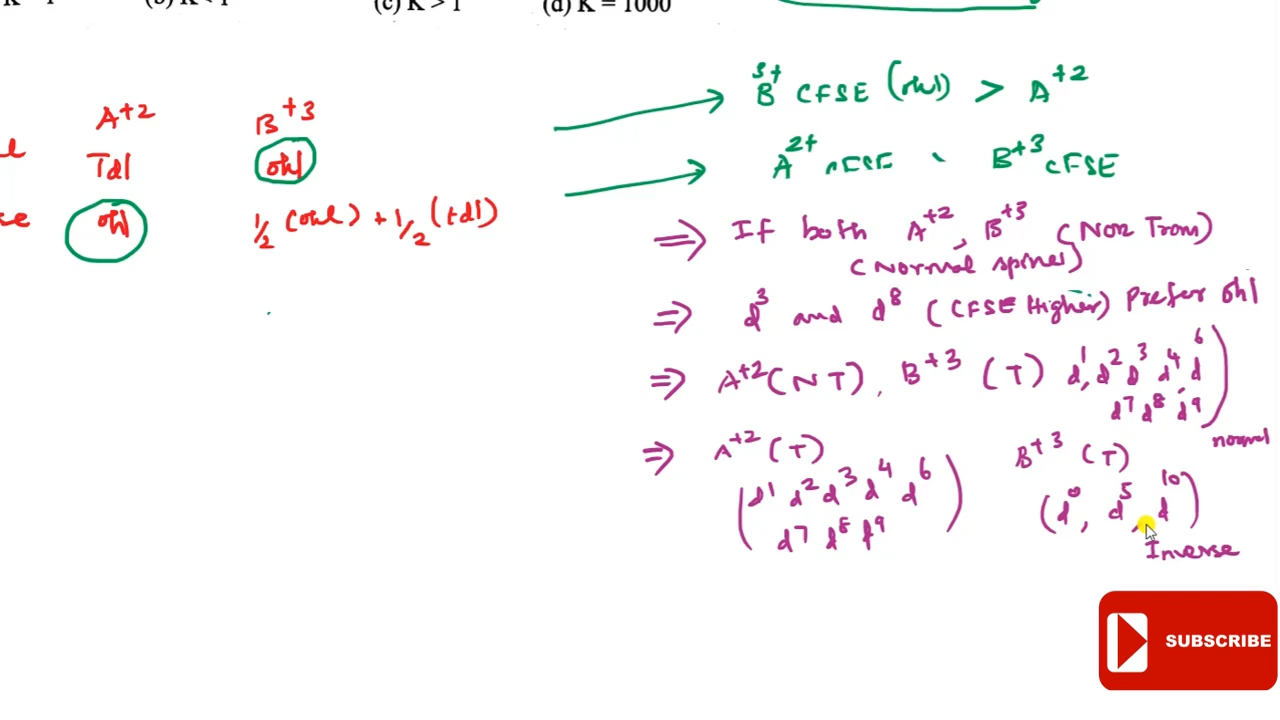 (c) K > 1 (d) K = 1000
A+2 B+3
Tdl ohl
ohl 1/2 (ohl) + 1/2 (tdl)
B3+ CFSE (ohl) > A+2
A2+ CFSE B+3 CFSE
⇒ If both A+2, B+3 (Non Tran)
(Normal spinel)
⇒ d3 and d8 (CFSE Higher) Prefer ohl
⇒ A+2 (NT), B+3 (T) d1, d2 d3 d4, d6
d7 d8 d9)
normal
⇒ A+2 (T) B+3 (T)
(d1 d2 d3 d4 d6 (d0, d5, d10)
d7 d8 d9)
Inverse
SUBSCRIBE